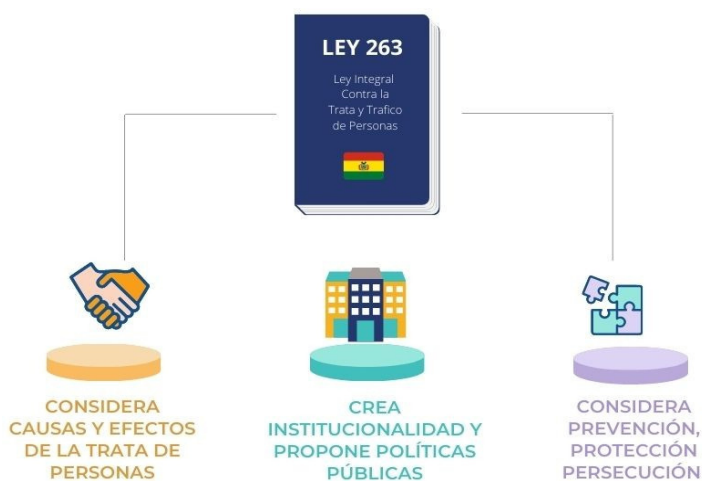 LEY 263
Ley Integral
Contra la
Trata y Trafico
de Personas
CONSIDERA
CAUSAS Y EFECTOS
DE LA TRATA DE
PERSONAS
CREA
INSTITUCIONALIDAD Y
PROPONE POLÍTICAS
PÚBLICAS
CONSIDERA
PREVENCIÓN,
PROTECCIÓN
PERSECUCIÓN